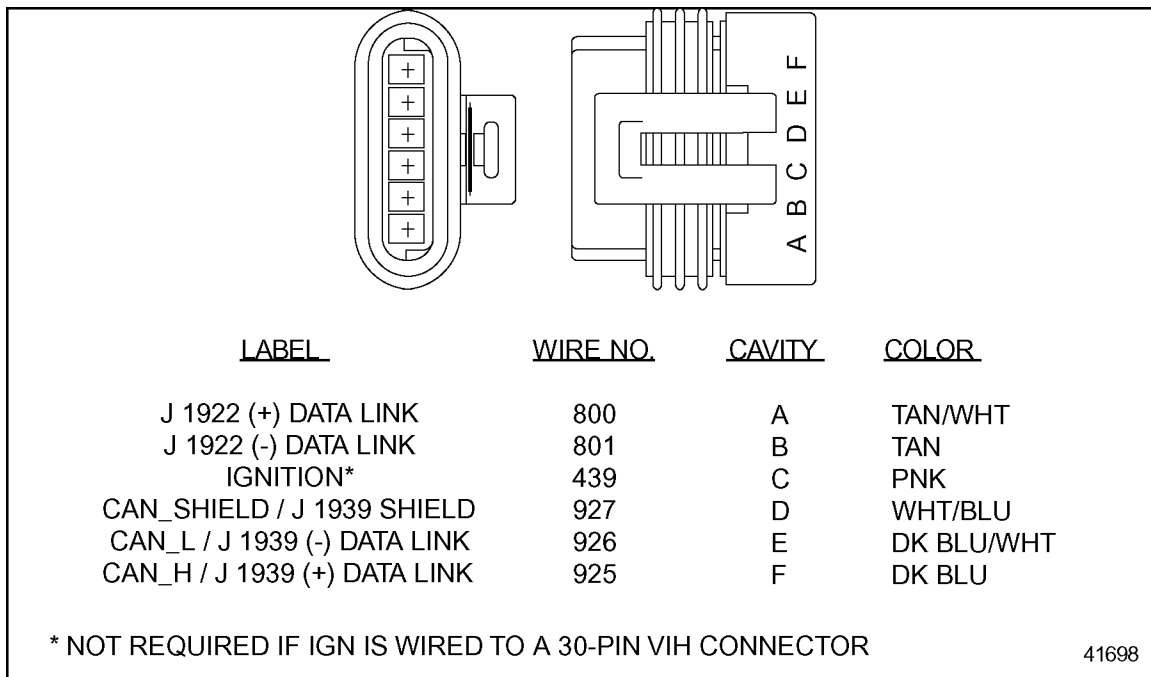 F
E
D
C
B
A
LABEL WIRE NO. CAVITY COLOR
J 1922 (+) DATA LINK 800 A TAN/WHT
J 1922 (-) DATA LINK 801 B TAN
IGNITION* 439 C PNK
CAN_SHIELD / J 1939 SHIELD 927 D WHT/BLU
CAN_L / J 1939 (-) DATA LINK 926 E DK BLU/WHT
CAN_H / J 1939 (+) DATA LINK 925 F DK BLU
* NOT REQUIRED IF IGN IS WIRED TO A 30-PIN VIH CONNECTOR
41698